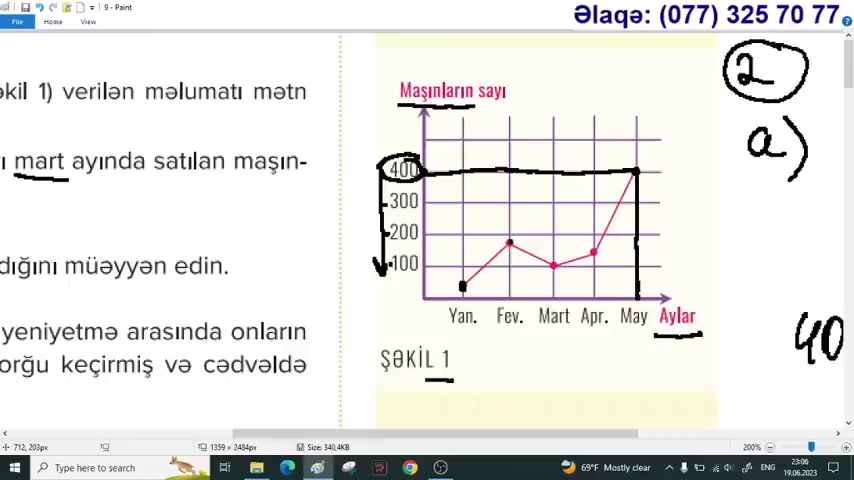 9 - Paint
Əlaqə: (077) 325 70 77
File Home View
Maşınların sayı
2
əkil 1) verilən məlumatı mətn
a)
mart ayında satılan maşın-
400
300
200
100
dığını müəyyən edin.
Yan. Fev. Mart Apr. May Aylar
yeniyetmə arasında onların
40
ŞƏKİL 1
orğu keçirmiş və cədvəldə
712, 203px
1359 × 2484px
Size: 340,4KB
200%
Type here to search
69°F Mostly clear
ENG
23:06
19.06.2023